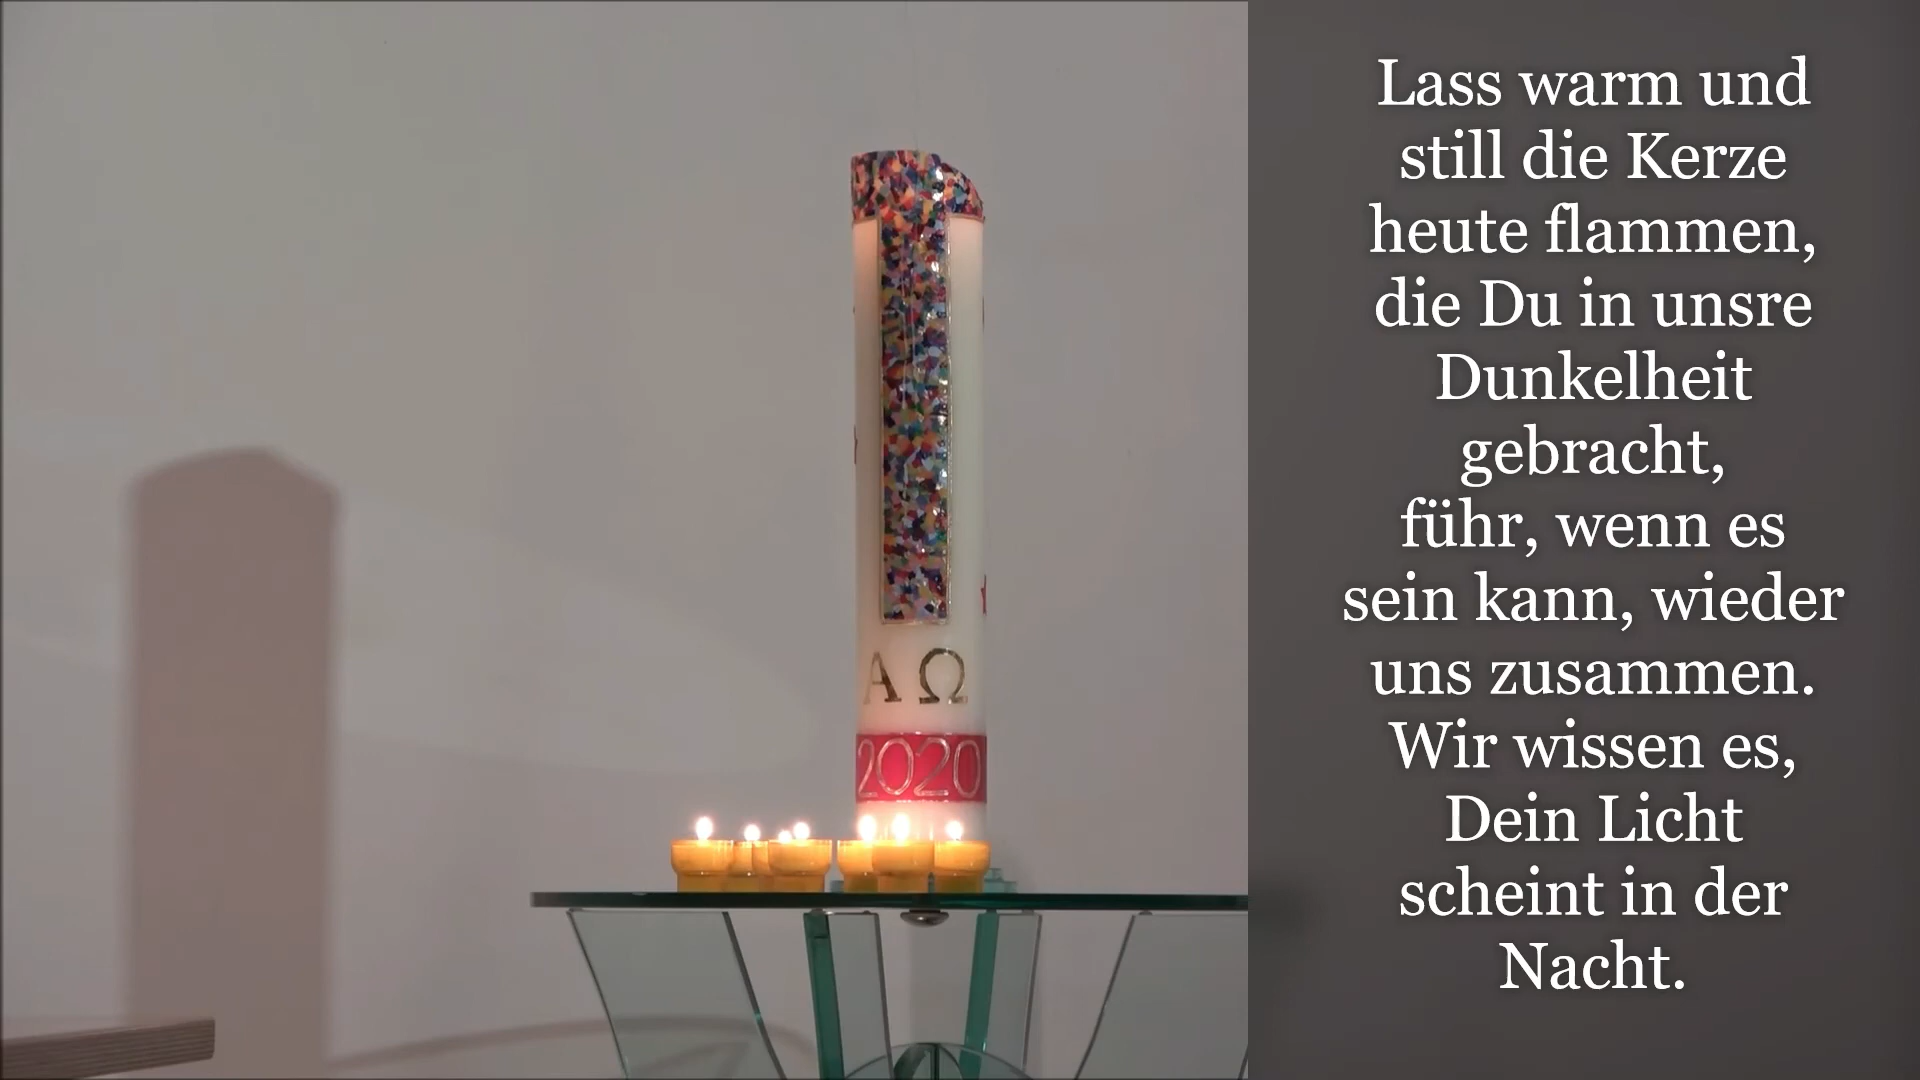 Lass warm und
still die Kerze
heute flammen,
die Du in unsre
Dunkelheit
gebracht,
führ, wenn es
sein kann, wieder
uns zusammen.
Wir wissen es,
Dein Licht
scheint in der
Nacht.
Α Ω
2020